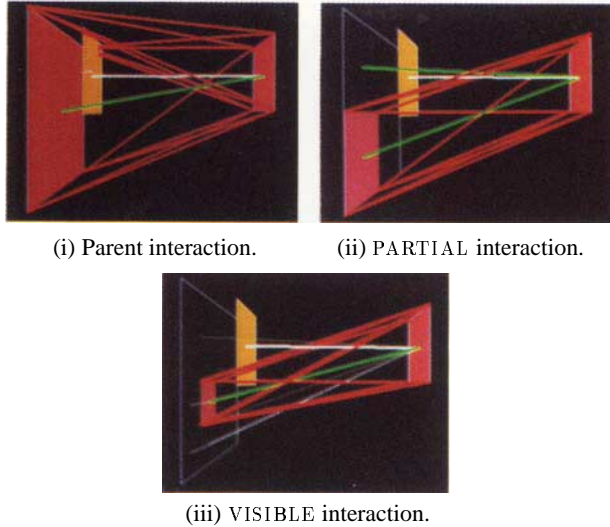 (i) Parent interaction.
(ii) PARTIAL interaction.
(iii) VISIBLE interaction.